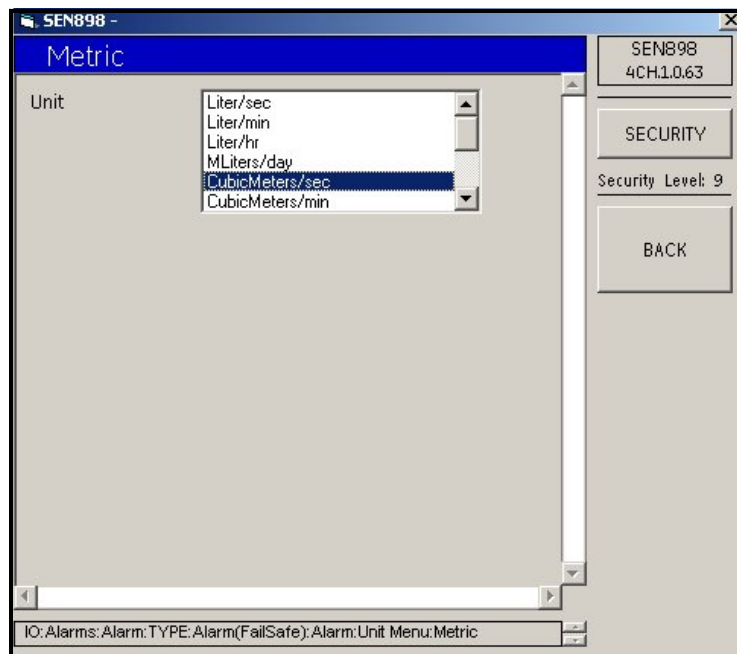 SEN898 -
Metric
Unit
Liter/sec
Liter/min
Liter/hr
MLiters/day
CubicMeters/sec
CubicMeters/min
SEN898
4CH.1.0.63
SECURITY
Security Level: 9
BACK
IO:Alarms:Alarm:TYPE:Alarm(FailSafe):Alarm:Unit Menu:Metric